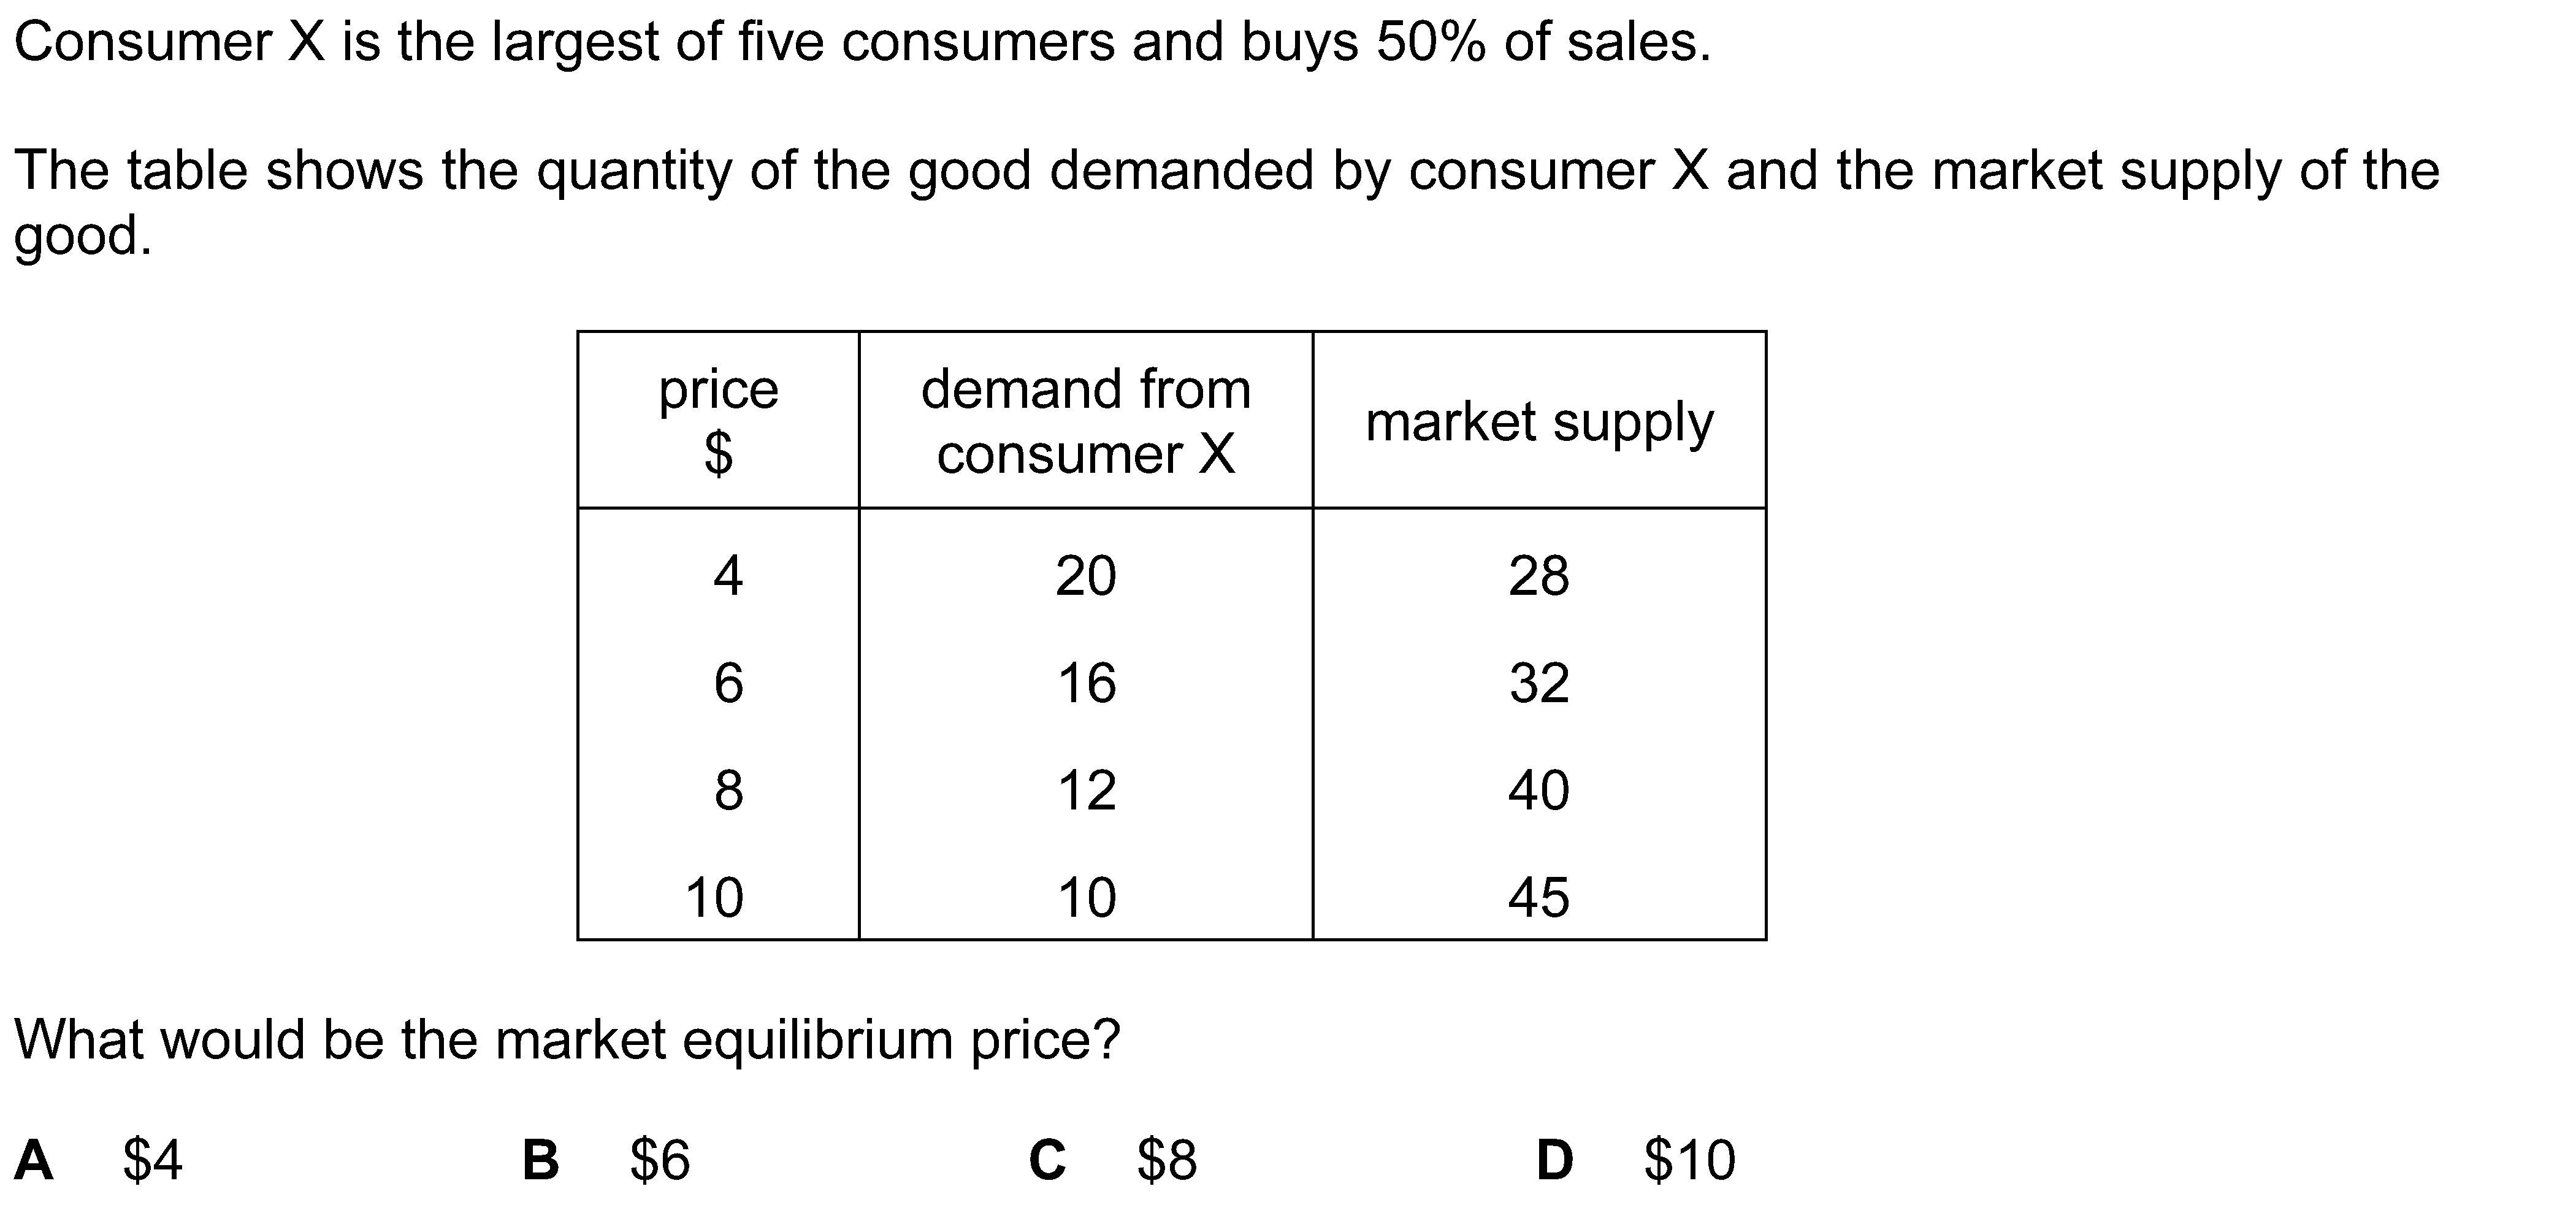 Consumer X is the largest of five consumers and buys 50% of sales.
The table shows the quantity of the good demanded by consumer X and the market supply of the
good.
price
$
demand from
consumer X
market supply
4 20 28
6 16 32
8 12 40
10 10 45
What would be the market equilibrium price?
A $4 B $6 C $8 D $10